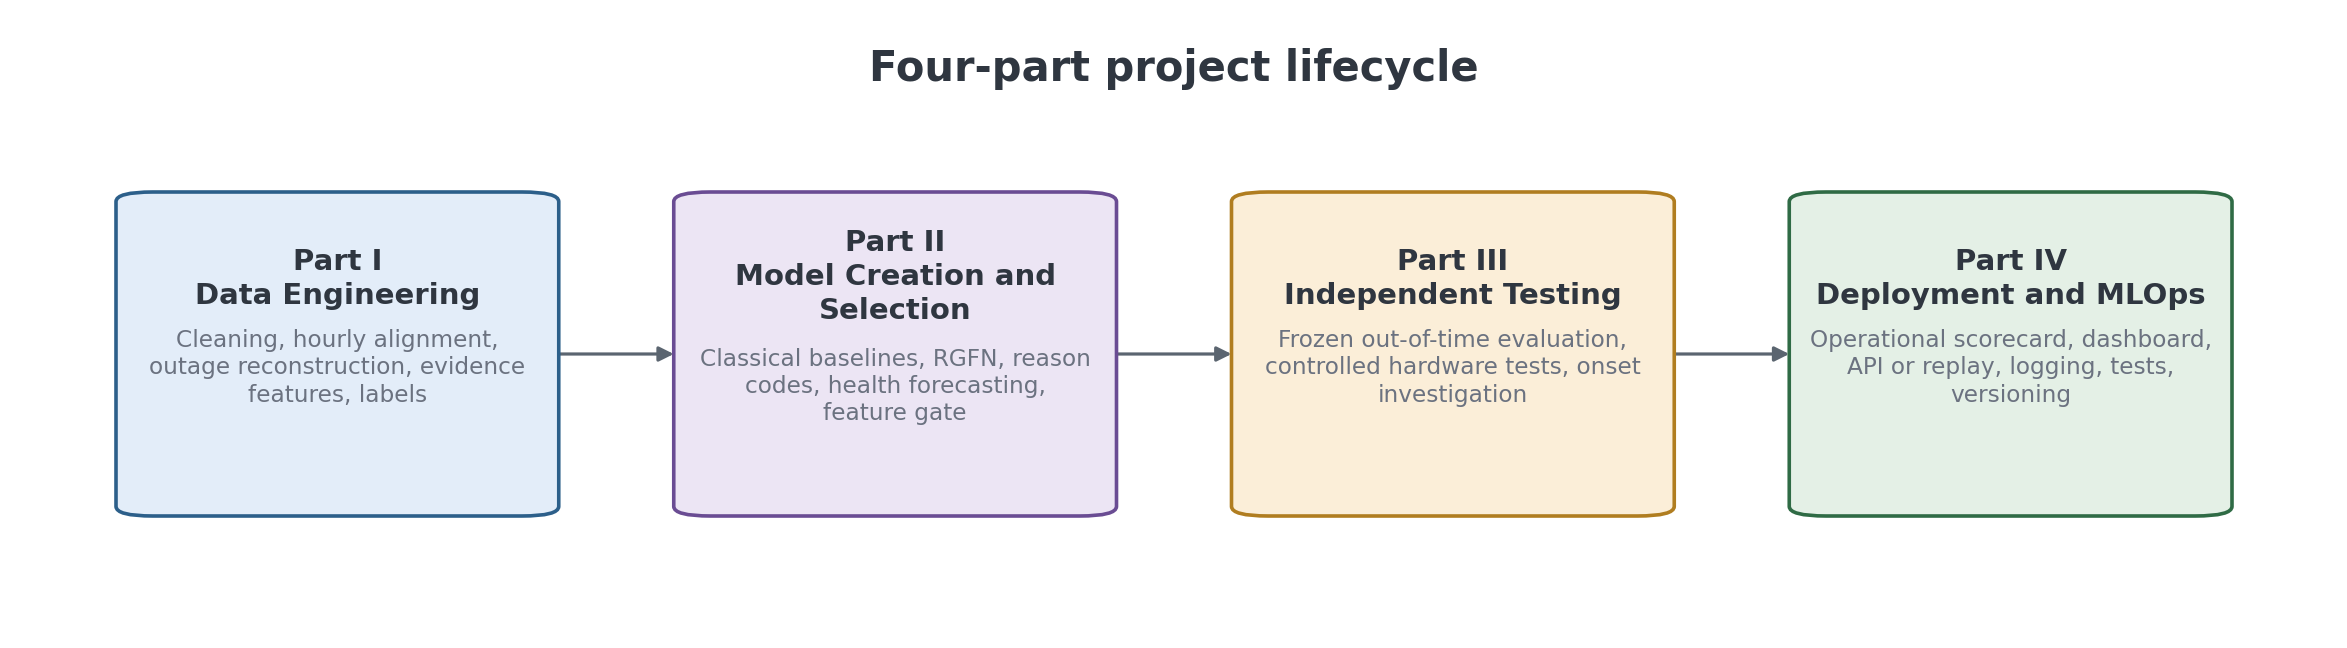 Four-part project lifecycle
Part I
Data Engineering
Cleaning, hourly alignment,
outage reconstruction, evidence
features, labels
Part II
Model Creation and
Selection
Classical baselines, RGFN, reason
codes, health forecasting,
feature gate
Part III
Independent Testing
Frozen out-of-time evaluation,
controlled hardware tests, onset
investigation
Part IV
Deployment and MLOps
Operational scorecard, dashboard,
API or replay, logging, tests,
versioning